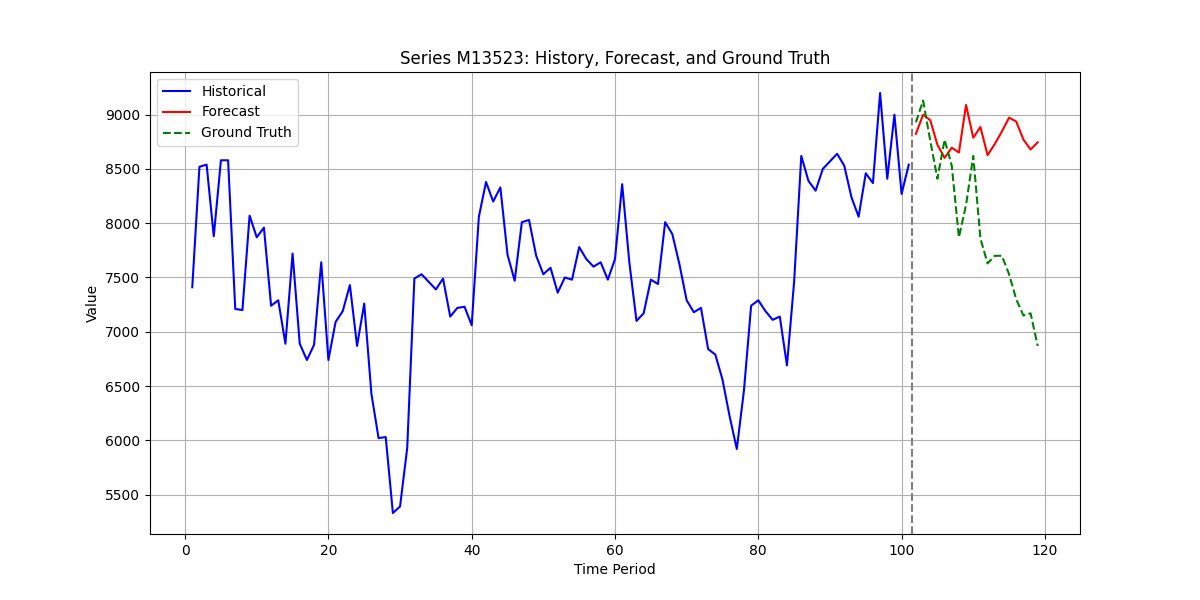 Series M13523: History, Forecast, and Ground Truth
Historical
Forecast
Ground Truth
9000
8500
8000
7500
7000
6500
6000
5500
Value
0 20 40 60 80 100 120
Time Period